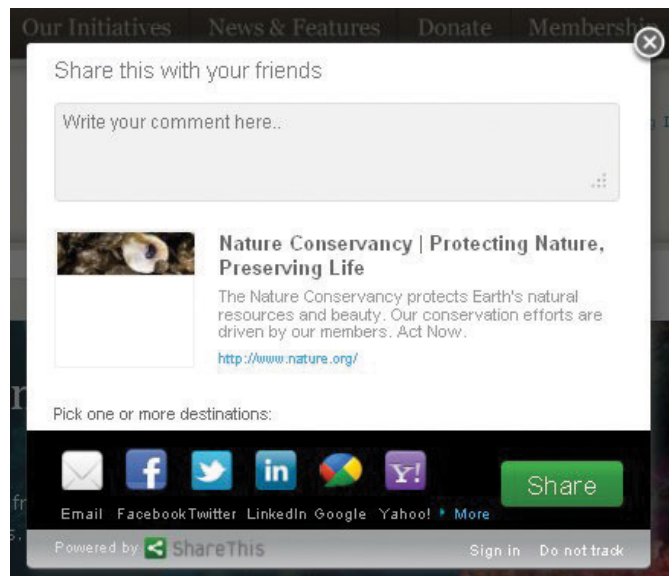 Our Initiatives News & Features Donate Membership
Share this with your friends
Write your comment here..
Nature Conservancy | Protecting Nature,
Preserving Life
The Nature Conservancy protects Earth's natural
resources and beauty. Our conservation efforts are
driven by our members. Act Now.
http://www.nature.org/
Pick one or more destinations:
Share
Email Facebook Twitter LinkedIn Google Yahoo! More
Powered by ShareThis Sign in Do not track